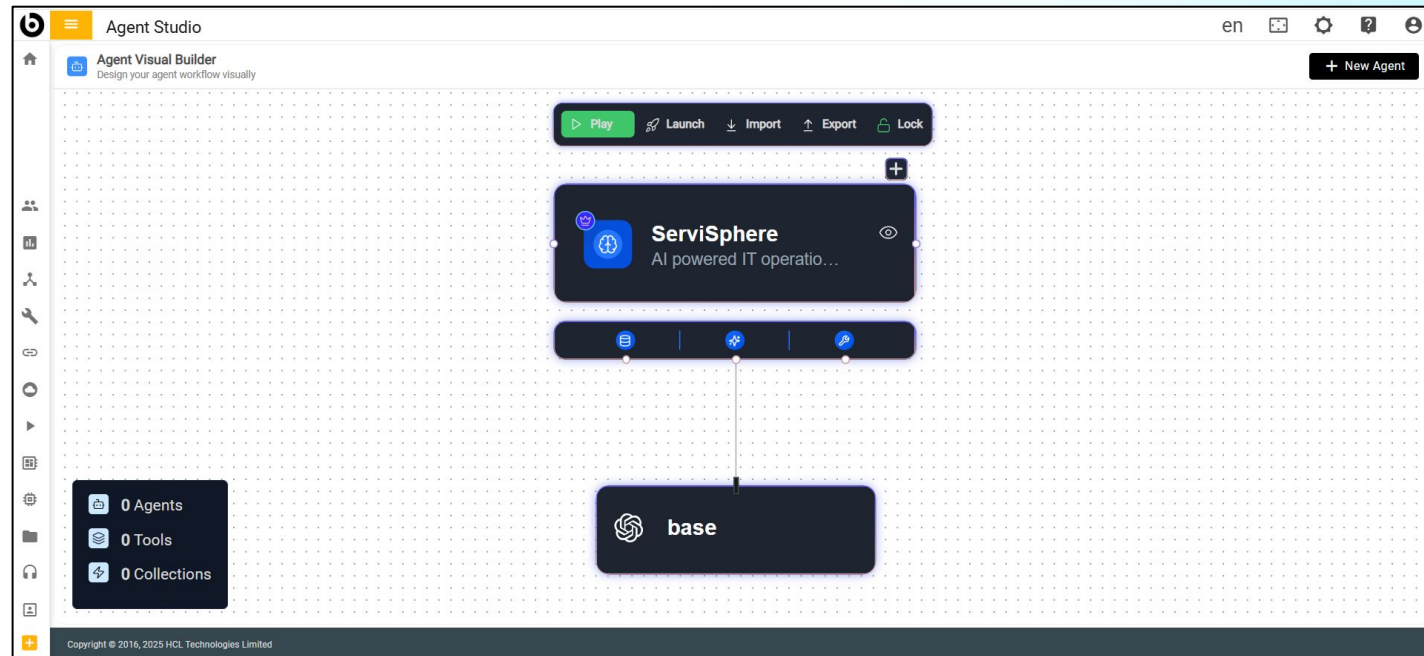 Agent Studio
en
Agent Visual Builder
Design your agent workflow visually
+ New Agent
Play
Launch
Import
Export
Lock
ServiSphere
AI powered IT operatio...
base
0 Agents
0 Tools
0 Collections
Copyright © 2016, 2025 HCL Technologies Limited